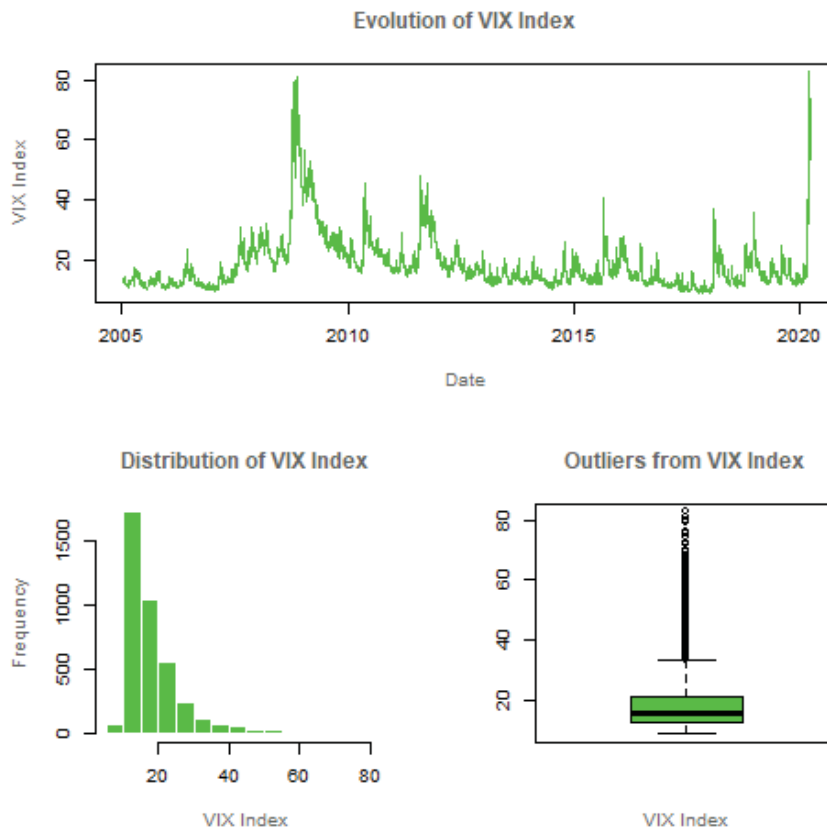 Evolution of VIX Index
80
60
40
20
VIX Index
2005
2010
2015
2020
Date
Distribution of VIX Index
1500
1000
500
0
Frequency
20
40
60
80
VIX Index
Outliers from VIX Index
80
60
40
20
VIX Index